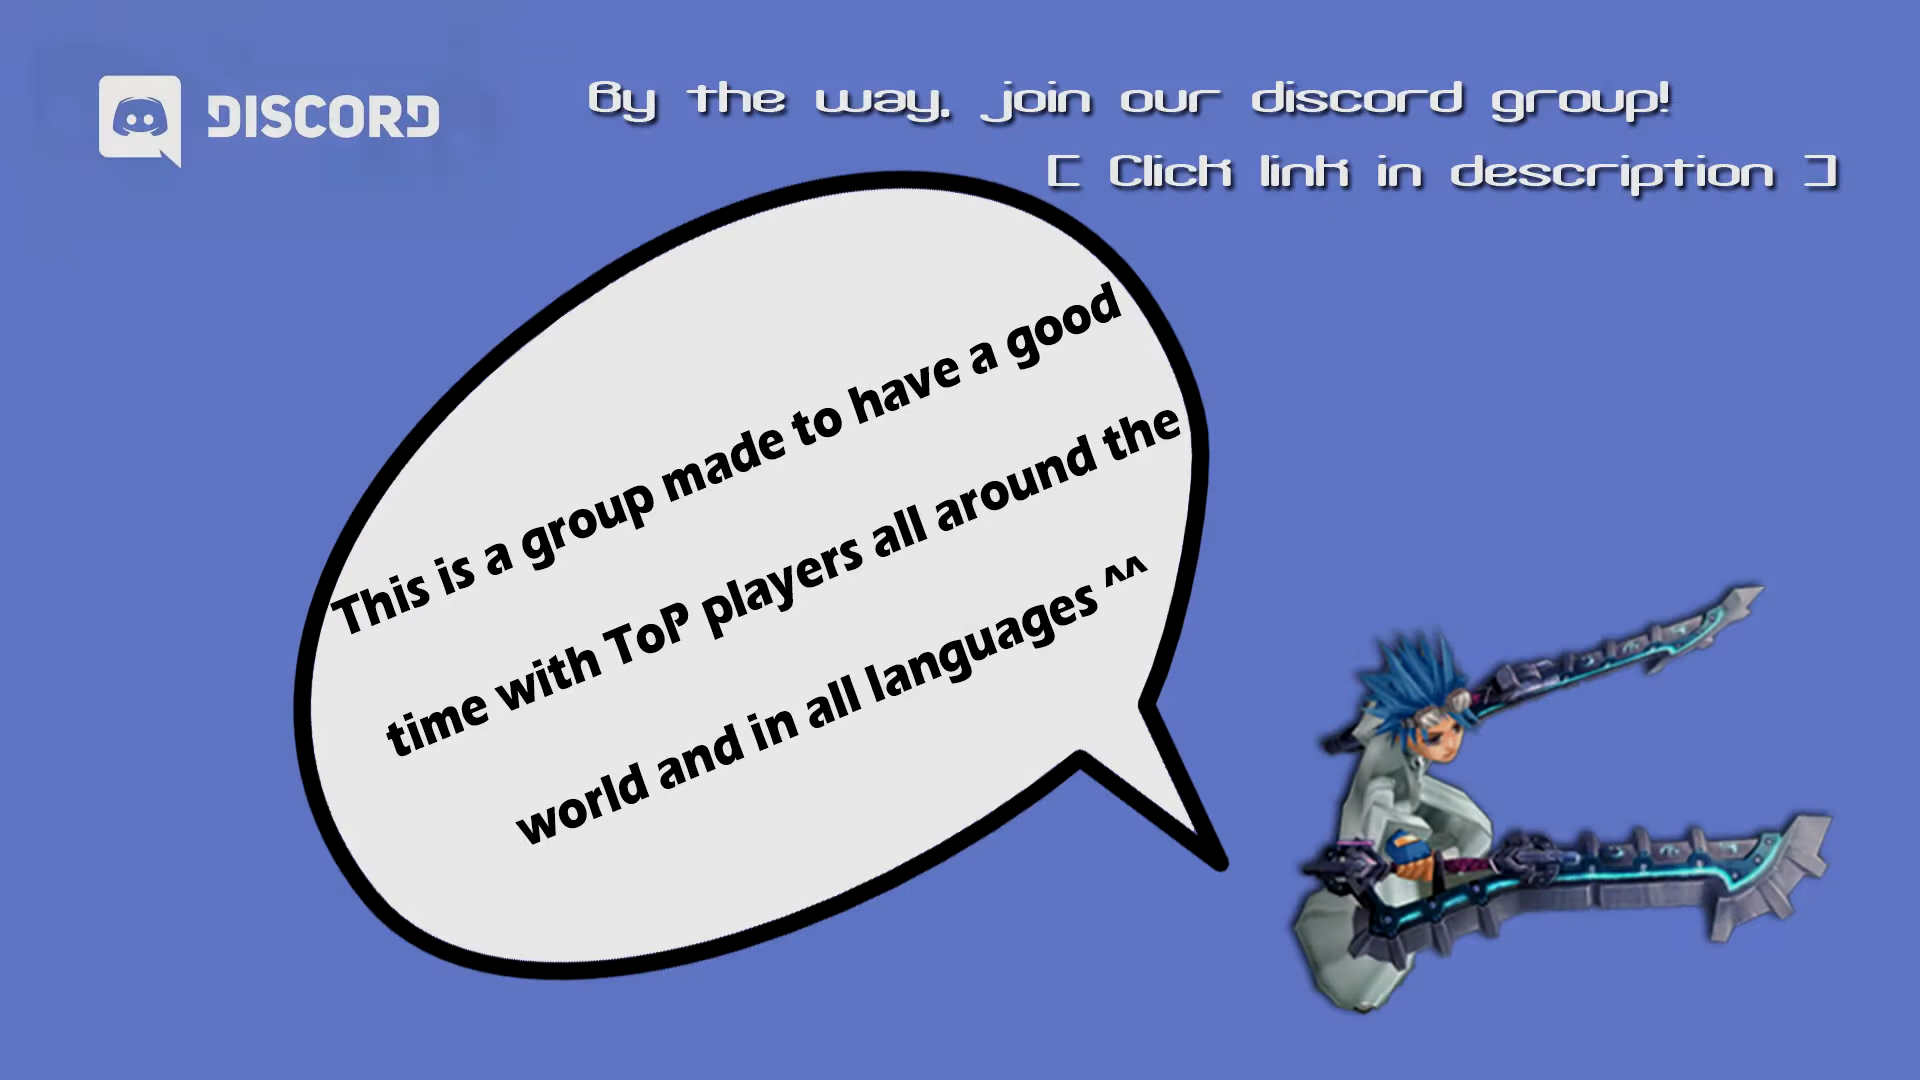 DISCORD
By the way, join our discord group!
[ Click link in description ]
This is a group made to have a good
time with ToP players all around the
world and in all languages ^^